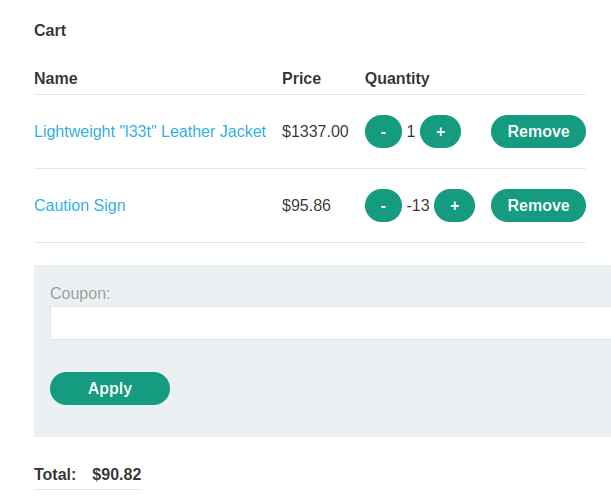 Cart
Name Price Quantity
Lightweight "l33t" Leather Jacket $1337.00 - 1 + Remove
Caution Sign $95.86 - -13 + Remove
Coupon:
Apply
Total: $90.82